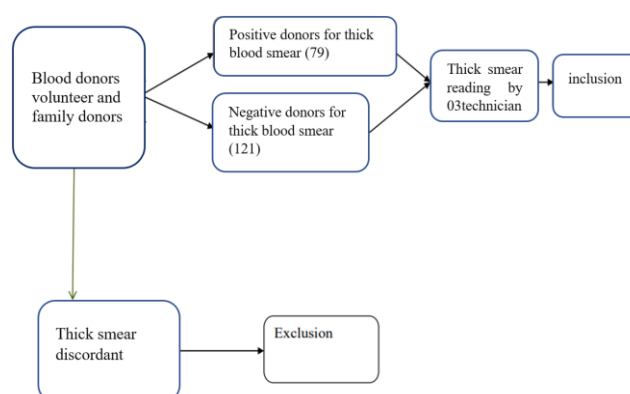 Blood donors
volunteer and
family donors
Positive donors for thick
blood smear (79)
Negative donors for
thick blood smear
(121)
Thick smear
reading by
03technician
inclusion
Thick smear
discordant
Exclusion